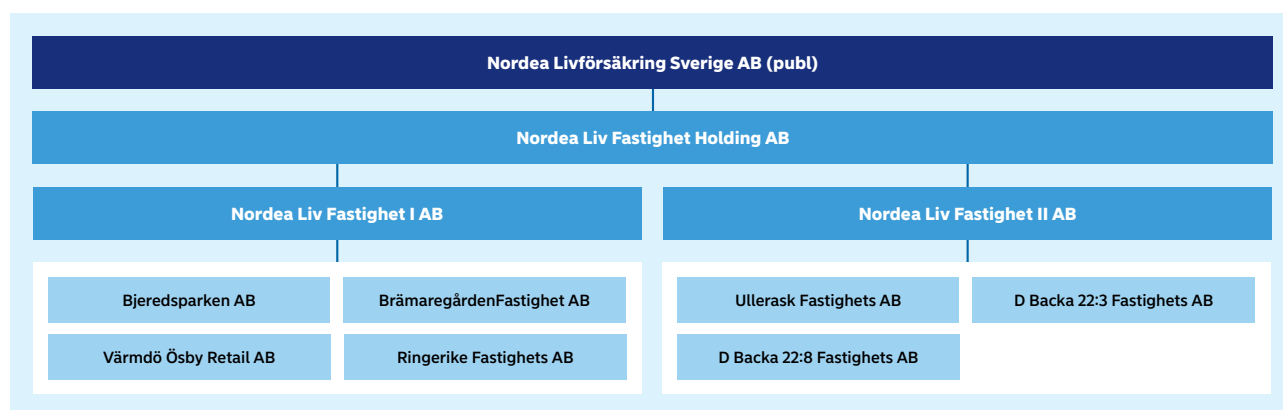 Nordea Livförsäkring Sverige AB (publ)
Nordea Liv Fastighet Holding AB
Nordea Liv Fastighet I AB
Nordea Liv Fastighet II AB
Bjeredsparken AB
BrämaregårdenFastighet AB
Värmdö Ösby Retail AB
Ringerike Fastighets AB
Ullerask Fastighets AB
D Backa 22:3 Fastighets AB
D Backa 22:8 Fastighets AB